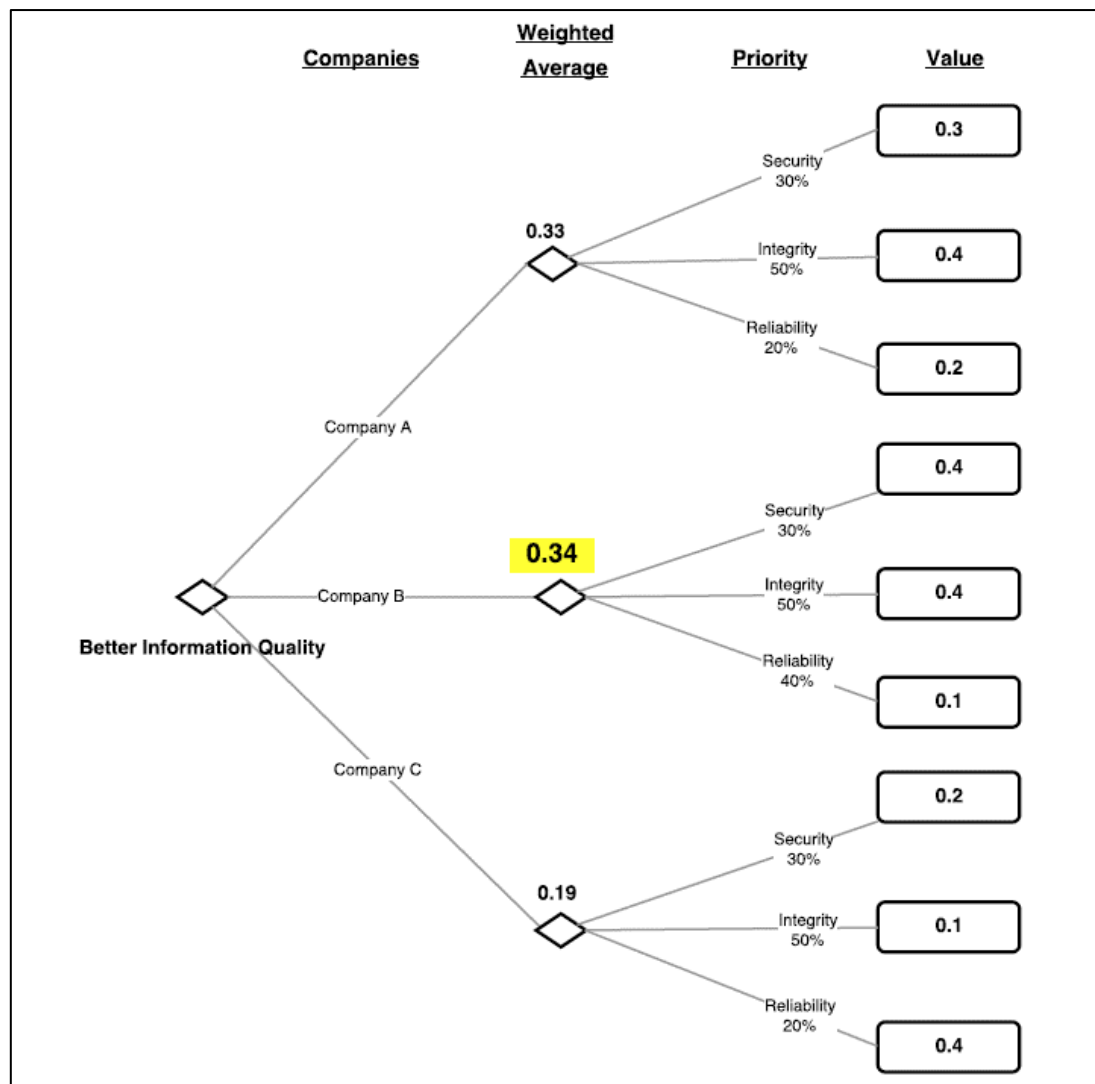 Companies
Weighted
Average
Priority
Value
0.3
Security
30%
0.33
Integrity
50%
0.4
Reliability
20%
0.2
Company A
0.4
Security
30%
0.34
Company B
Integrity
50%
0.4
Better Information Quality
Reliability
40%
0.1
Company C
0.2
Security
30%
0.19
Integrity
50%
0.1
Reliability
20%
0.4